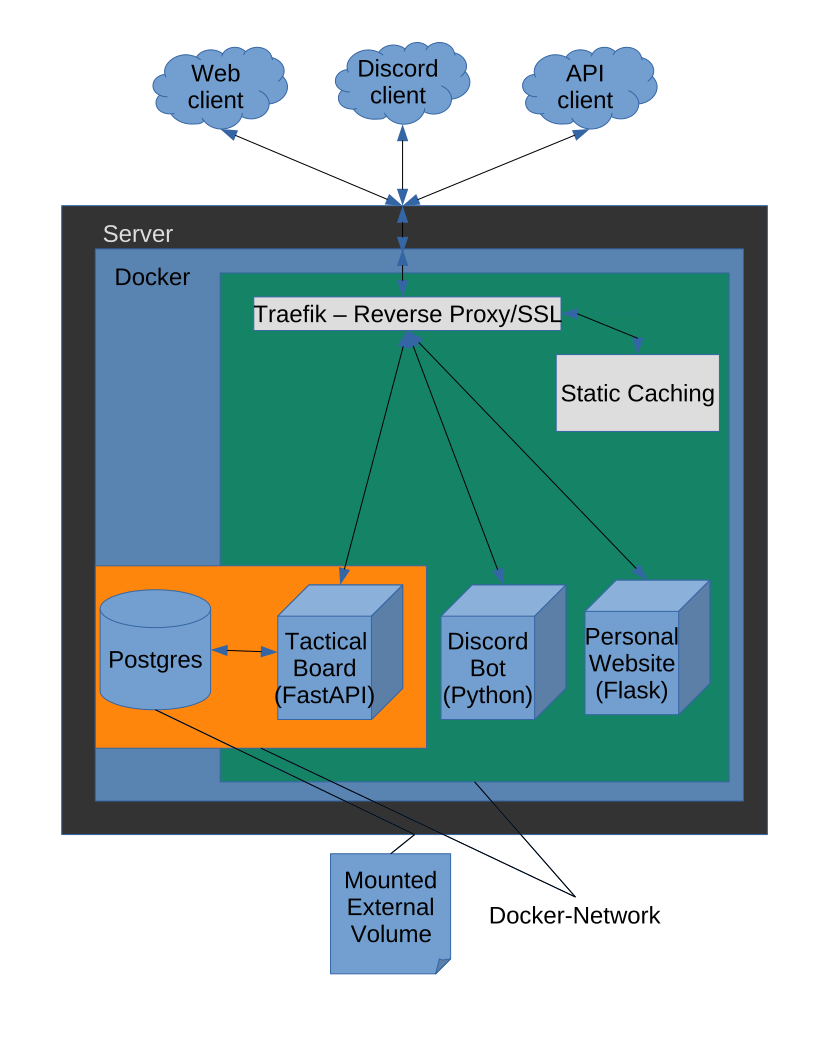 Web
client
Discord
client
API
client
Server
Docker
Traefik – Reverse Proxy/SSL
Static Caching
Postgres
Tactical
Board
(FastAPI)
Discord
Bot
(Python)
Personal
Website
(Flask)
Mounted
External
Volume
Docker-Network